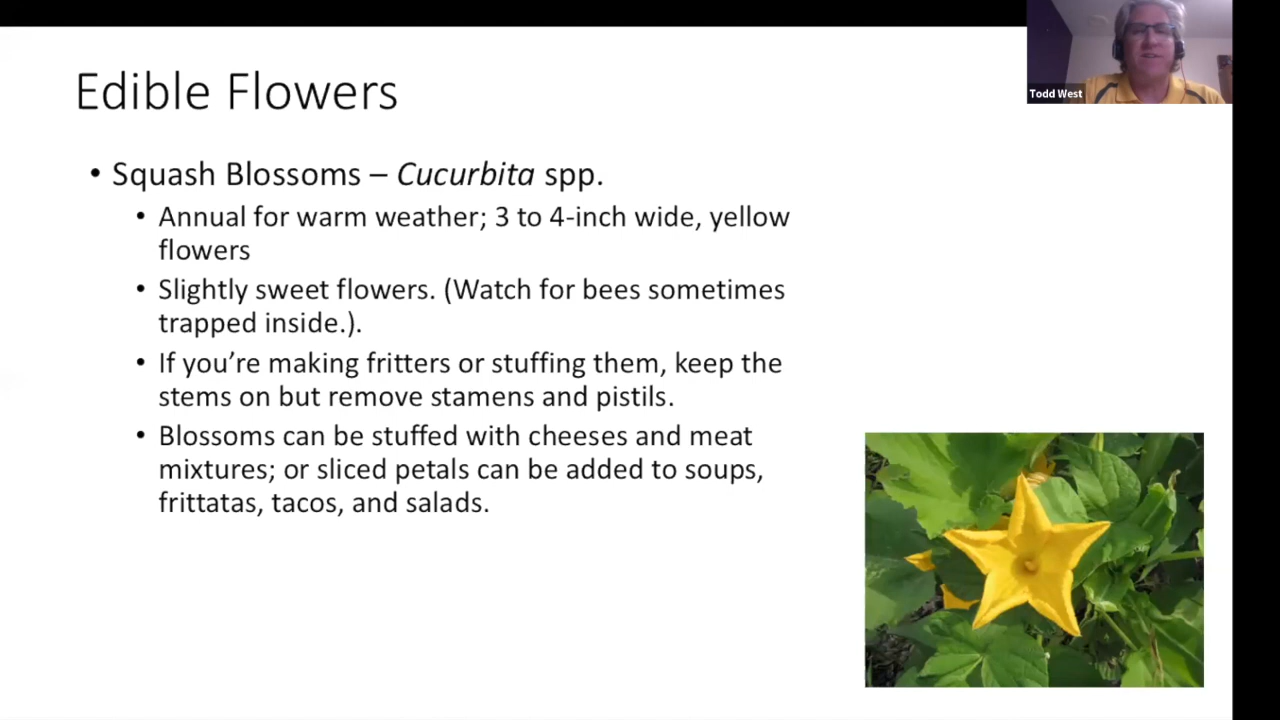 Todd West
Edible Flowers
• Squash Blossoms – Cucurbita spp.
• Annual for warm weather; 3 to 4-inch wide, yellow
flowers
• Slightly sweet flowers. (Watch for bees sometimes
trapped inside.).
• If you’re making fritters or stuffing them, keep the
stems on but remove stamens and pistils.
• Blossoms can be stuffed with cheeses and meat
mixtures; or sliced petals can be added to soups,
frittatas, tacos, and salads.